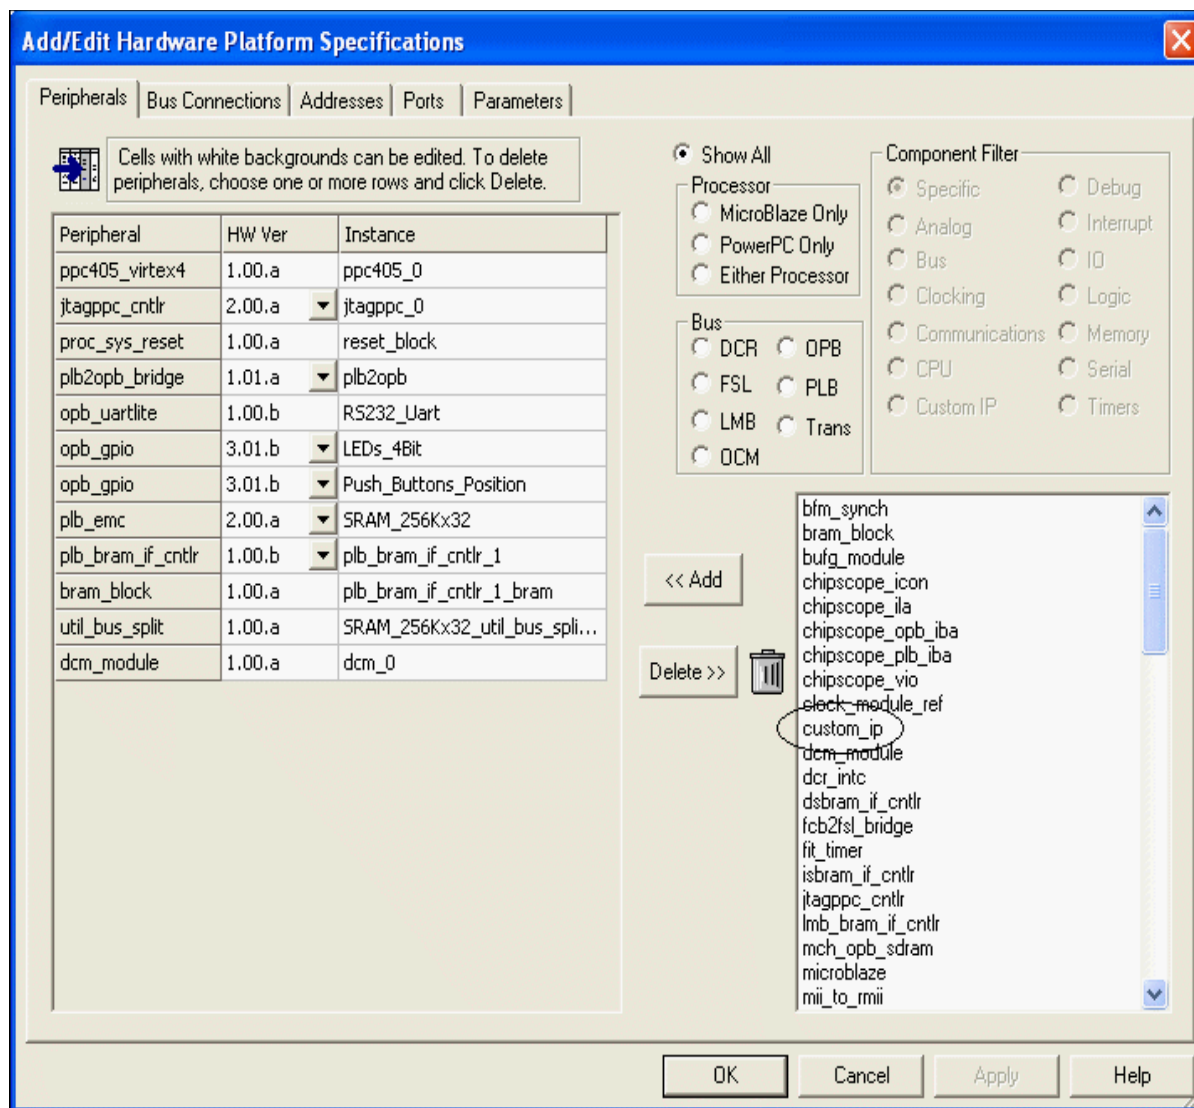 Add/Edit Hardware Platform Specifications
Peripherals Bus Connections Addresses Ports Parameters
Cells with white backgrounds can be edited. To delete
peripherals, choose one or more rows and click Delete.
Peripheral HW Ver Instance
ppc405_virtex4 1.00.a ppc405_0
jtagppc_cntlr 2.00.a jtagppc_0
proc_sys_reset 1.00.a reset_block
plb2opb_bridge 1.01.a plb2opb
opb_uartlite 1.00.b RS232_Uart
opb_gpio 3.01.b LEDs_4Bit
opb_gpio 3.01.b Push_Buttons_Position
plb_emc 2.00.a SRAM_256Kx32
plb_bram_if_cntlr 1.00.b plb_bram_if_cntlr_1
bram_block 1.00.a plb_bram_if_cntlr_1_bram
util_bus_split 1.00.a SRAM_256Kx32_util_bus_spli...
dcm_module 1.00.a dcm_0
Show All
Processor
MicroBlaze Only
PowerPC Only
Either Processor
Bus
DCR OPB
FSL PLB
LMB Trans
OCM
Component Filter
Specific Debug
Analog Interrupt
Bus IO
Clocking Logic
Communications Memory
CPU Serial
Custom IP Timers
<< Add
Delete >>
bfm_synch
bram_block
bufg_module
chipscope_icon
chipscope_ila
chipscope_opb_iba
chipscope_plb_iba
chipscope_vio
clock_module_ref
custom_ip
dcm_module
dcr_intc
dsbram_if_cntlr
fcb2fsl_bridge
fit_timer
isbram_if_cntlr
jtagppc_cntlr
lmb_bram_if_cntlr
mch_opb_sdram
microblaze
mii_to_rmii
OK Cancel Apply Help